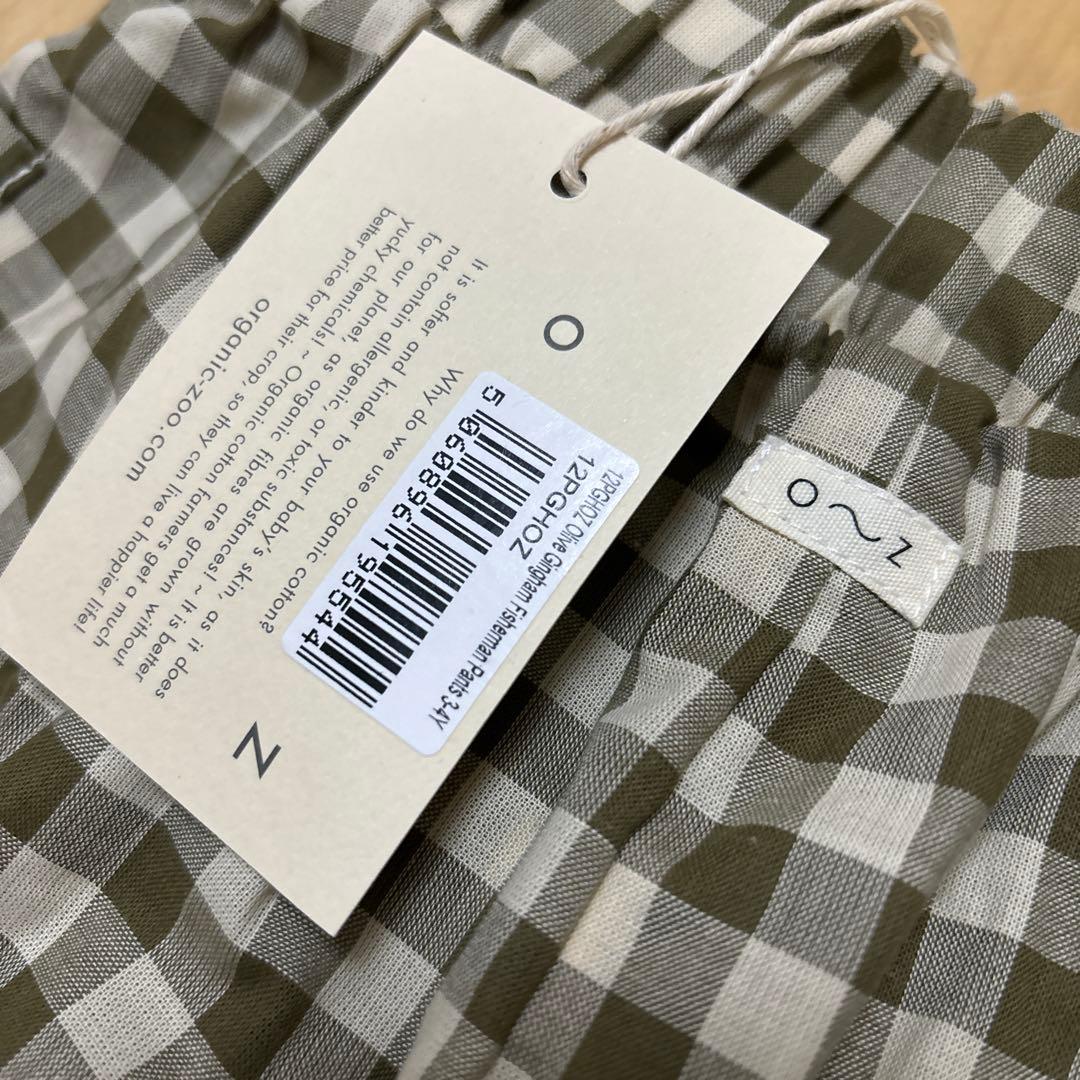 O
Z
Why do we use organic cotton?
It is softer and kinder to your baby's skin, as it does
not contain allergenic, or toxic substances! ~ It is better
for our planet, as organic fibres are grown without
yucky chemicals! ~ Organic cotton farmers get a much
better price for their crop, so they can live a happier life!
organic-zoo.com
12PGHOZ Olive Gingham Fisherman Pants 3-4Y
12PGHOZ
5 060896 195544
O~Z